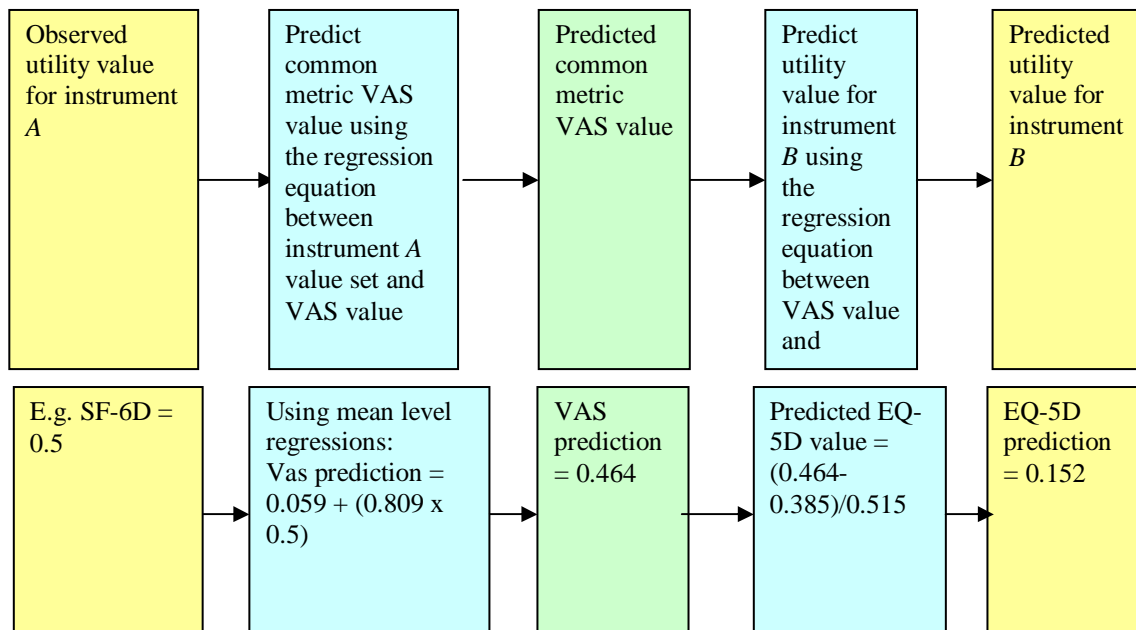 Observed
utility value
for instrument
A
Predict
common
metric VAS
value using
the regression
equation
between
instrument A
value set and
VAS value
Predicted
common
metric
VAS value
Predict
utility
value for
instrument
B using
the
regression
equation
between
VAS value
and
Predicted
utility
value for
instrument
B
E.g. SF-6D =
0.5
Using mean level
regressions:
Vas prediction =
0.059 + (0.809 x
0.5)
VAS
prediction
= 0.464
Predicted EQ-
5D value =
(0.464-
0.385)/0.515
EQ-5D
prediction
= 0.152